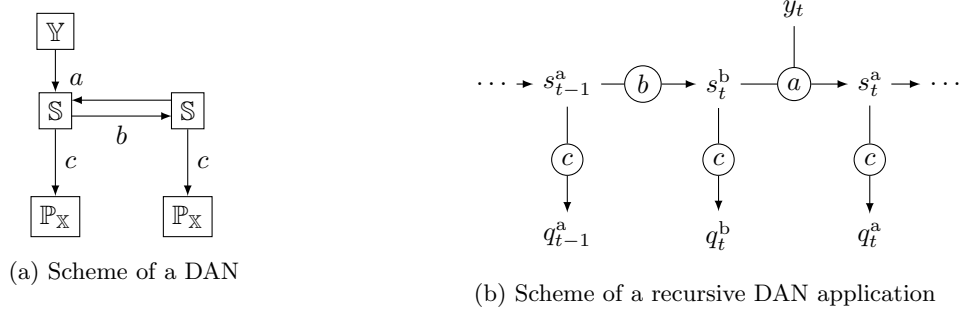 𝕐
a
𝕊 𝕊
b
c c
ℙ𝕏 ℙ𝕏
(a) Scheme of a DAN
y_t
⋯ s^a_{t−1} b s^b_t a s^a_t ⋯
c c c
q^a_{t−1} q^b_t q^a_t
(b) Scheme of a recursive DAN application